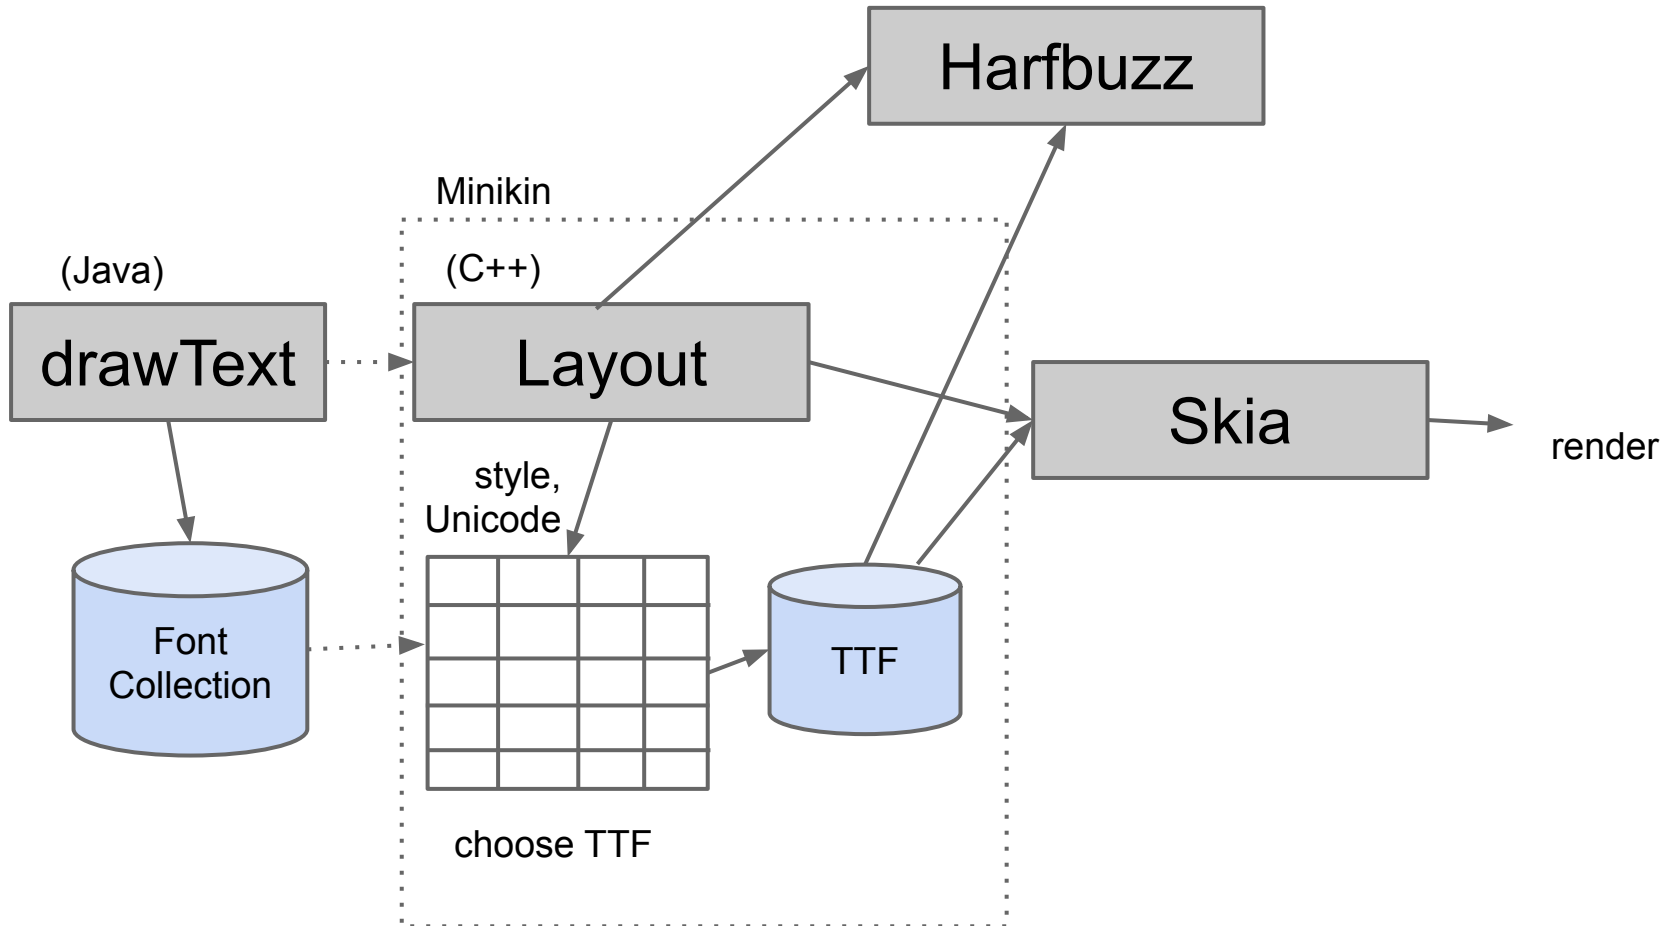 Harfbuzz
Minikin
(Java)
(C++)
drawText
Layout
Skia
render
style,
Unicode
Font
Collection
TTF
choose TTF